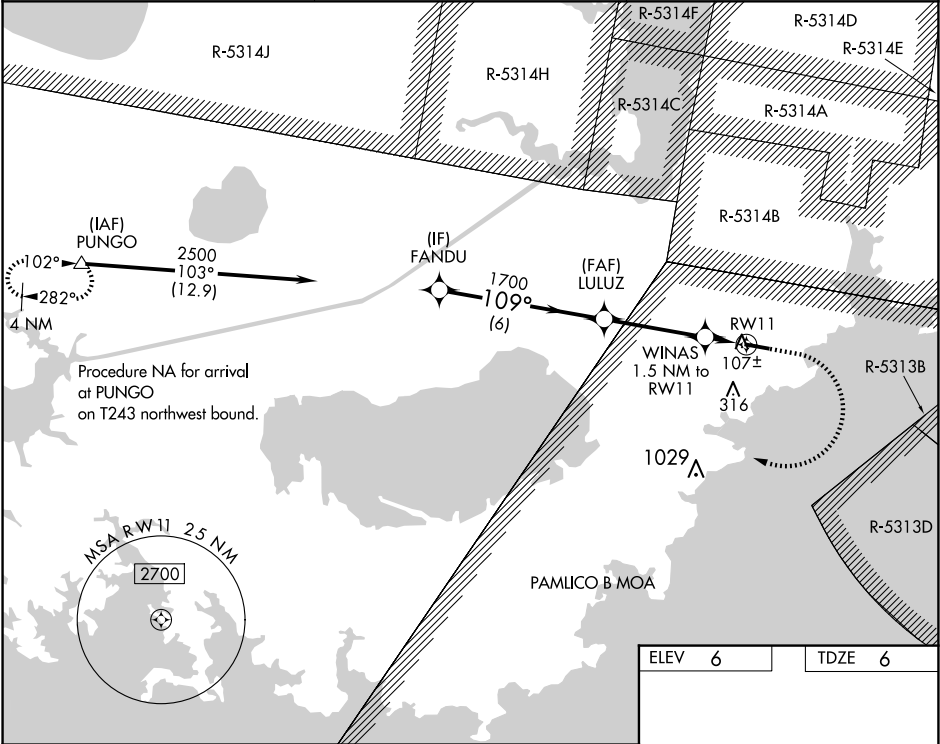 R-5314F
R-5314D
R-5314J
R-5314E
R-5314H
R-5314C
R-5314A
R-5314B
(IAF)
PUNGO
102°
282°
4 NM
2500
103°
(12.9)
(IF)
FANDU
1700
109°
(6)
(FAF)
LULUZ
WINAS
1.5 NM to
RW11
RW11
107±
316
1029
Procedure NA for arrival
at PUNGO
on T243 northwest bound.
R-5313B
R-5313D
MSA RW11 25 NM
2700
PAMLICO B MOA
ELEV 6
TDZE 6